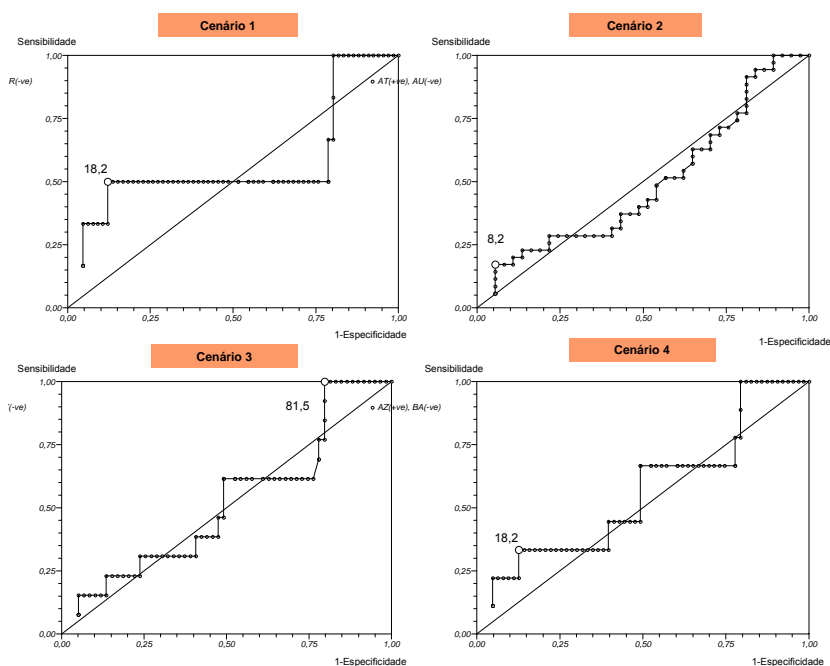 Cenário 1
Sensibilidade
1,00
0,75
0,50
0,25
0,00
R(-ve)
18,2
0,00 0,25 0,50 0,75 1,00
1-Especificidade
Cenário 2
Sensibilidade
1,00
0,75
0,50
0,25
0,00
AT(+ve), AU(-ve)
8,2
0,00 0,25 0,50 0,75 1,00
1-Especificidade
Cenário 3
Sensibilidade
1,00
0,75
0,50
0,25
0,00
(-ve)
81,5
0,00 0,25 0,50 0,75 1,00
1-Especificidade
Cenário 4
Sensibilidade
1,00
0,75
0,50
0,25
0,00
AZ(+ve), BA(-ve)
18,2
0,00 0,25 0,50 0,75 1,00
1-Especificidade